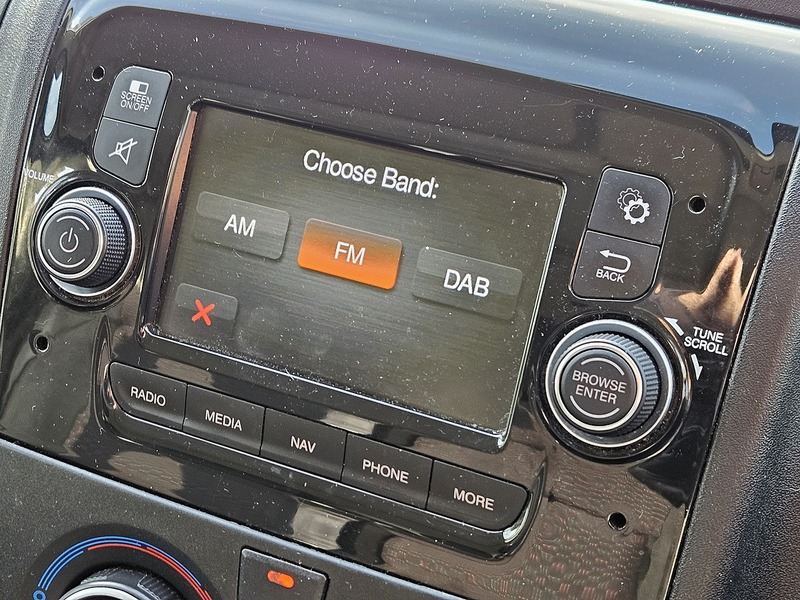 SCREEN
ON/OFF
VOLUME
Choose Band:
AM
FM
DAB
BACK
TUNE
SCROLL
BROWSE
ENTER
RADIO
MEDIA
NAV
PHONE
MORE